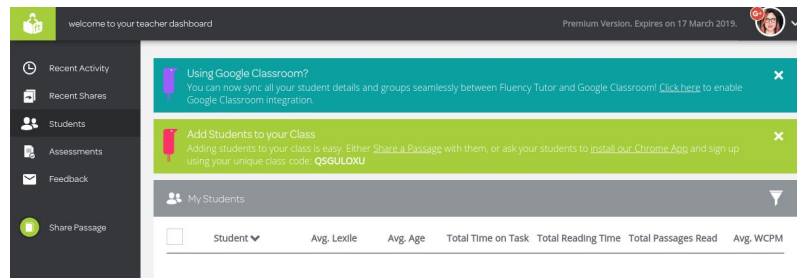 welcome to your teacher dashboard
Premium Version. Expires on 17 March 2019.
G+
Recent Activity
Recent Shares
Students
Assessments
Feedback
Share Passage
Using Google Classroom?
You can now sync all your student details and groups seamlessly between Fluency Tutor and Google Classroom! Click here to enable
Google Classroom integration.
Add Students to your Class
Adding students to your class is easy. Either Share a Passage with them, or ask your students to install our Chrome App and sign up
using your unique class code: QSGULOXU
My Students
Student Avg. Lexile Avg. Age Total Time on Task Total Reading Time Total Passages Read Avg. WCPM